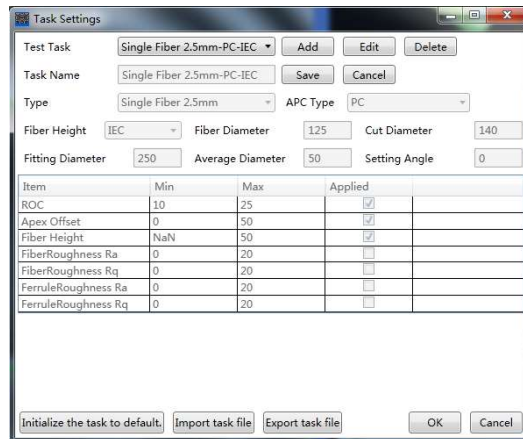 Task Settings
Test Task Single Fiber 2.5mm-PC-IEC Add Edit Delete
Task Name Single Fiber 2.5mm-PC-IEC Save Cancel
Type Single Fiber 2.5mm APC Type PC
Fiber Height IEC Fiber Diameter 125 Cut Diameter 140
Fitting Diameter 250 Average Diameter 50 Setting Angle 0
Item Min Max Applied
ROC 10 25
Apex Offset 0 50
Fiber Height NaN 50
FiberRoughness Ra 0 20
FiberRoughness Rq 0 20
FerruleRoughness Ra 0 20
FerruleRoughness Rq 0 20
Initialize the task to default. Import task file Export task file OK Cancel